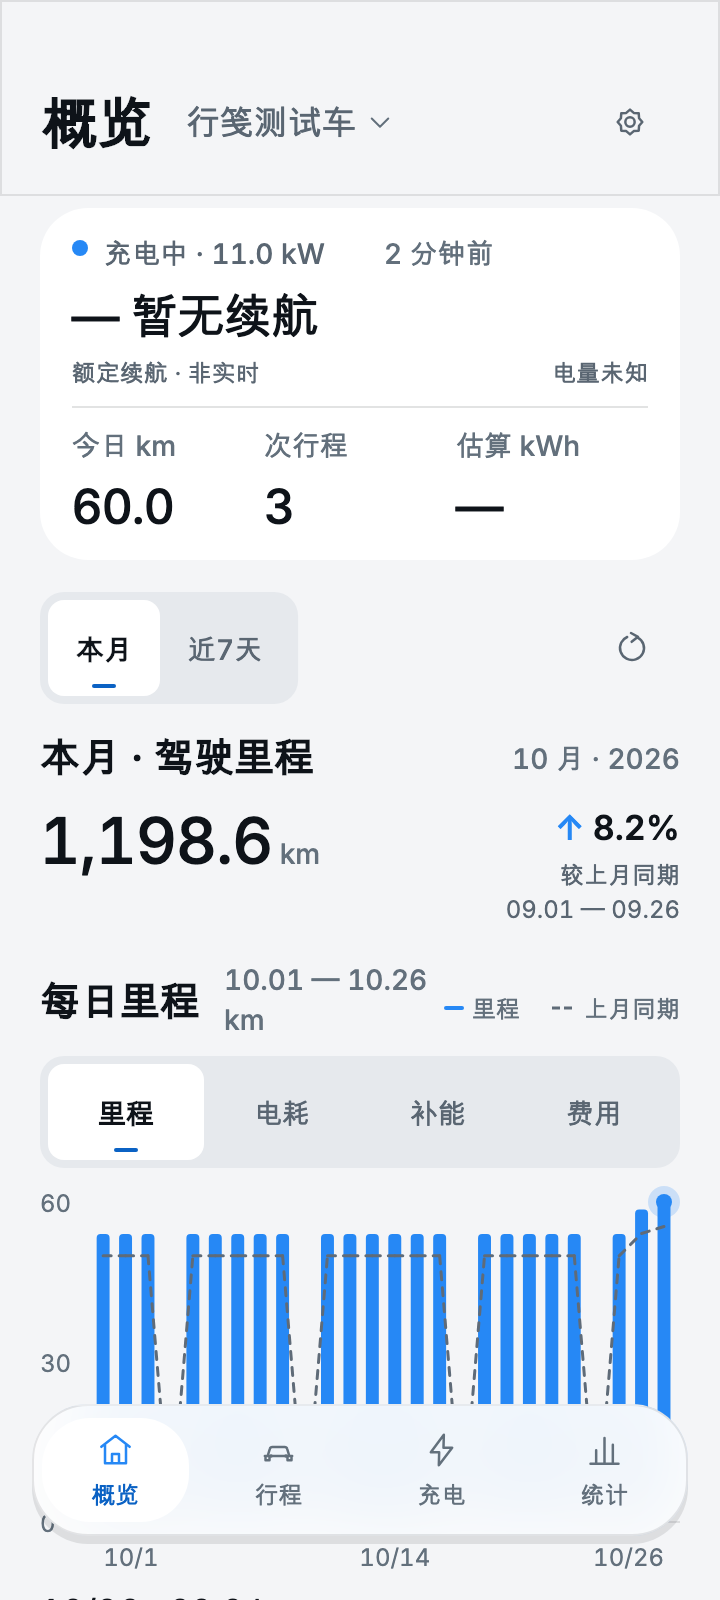 概览 行笺测试车
充电中 · 11.0 kW 2 分钟前
— 暂无续航
额定续航 · 非实时 电量未知
今日 km 次行程 估算 kWh
60.0 3 —
本月 近7天
本月 · 驾驶里程 10 月 · 2026
1,198.6 km ↑ 8.2%
较上月同期
09.01 — 09.26
每日里程 10.01 — 10.26 km 里程 -- 上月同期
里程 电耗 补能 费用
60
30
概览 行程 充电 统计
0
10/1 10/14 10/26